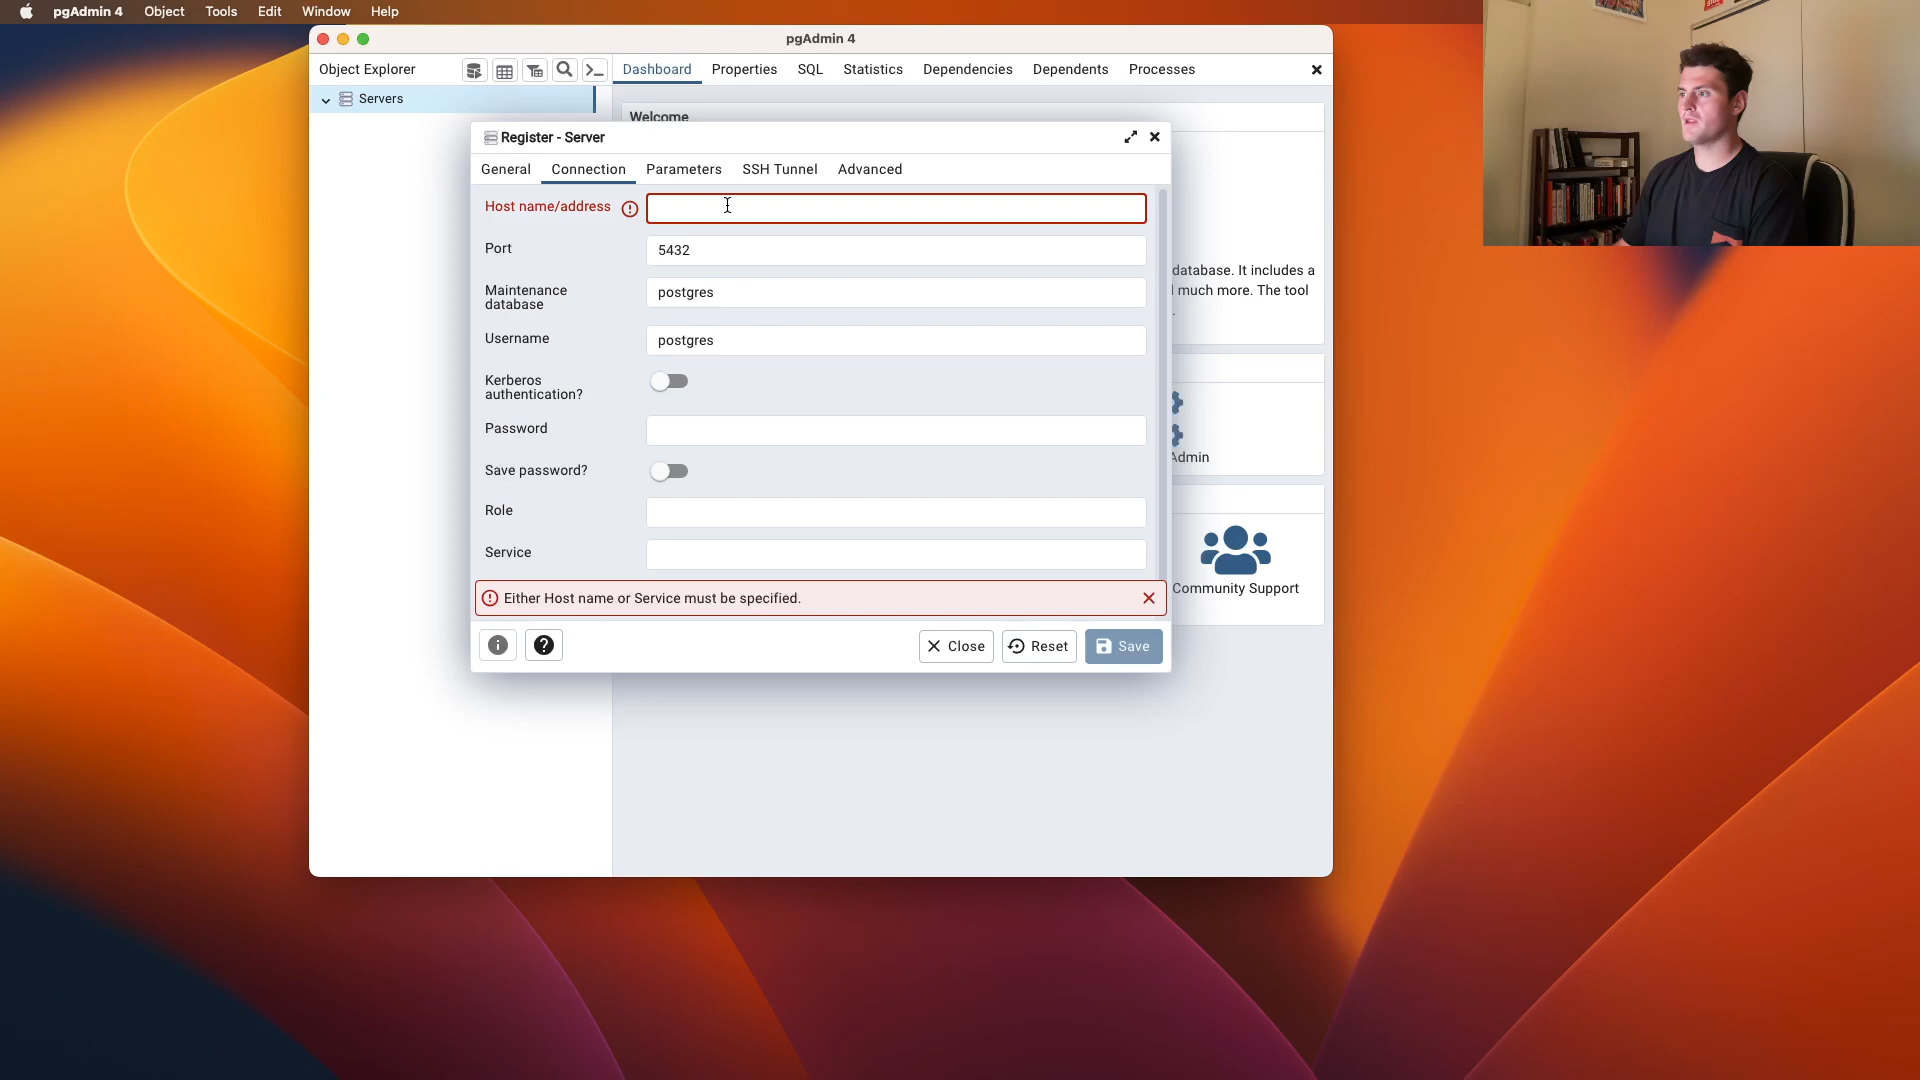 pgAdmin 4 Object Tools Edit Window Help
pgAdmin 4
Object Explorer
Dashboard Properties SQL Statistics Dependencies Dependents Processes
Servers
Welcome
Register - Server
General Connection Parameters SSH Tunnel Advanced
Host name/address
Port 5432
Maintenance database postgres
Username postgres
Kerberos authentication?
Password
Save password?
Role
Service
Either Host name or Service must be specified.
Close Reset Save
database. It includes a
much more. The tool
Admin
Community Support